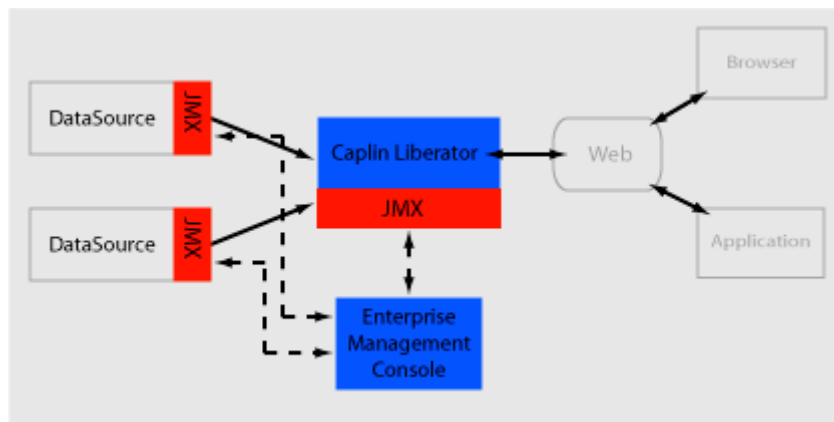 DataSource
JMX
Caplin Liberator
JMX
Web
Browser
Application
DataSource
JMX
Enterprise
Management
Console